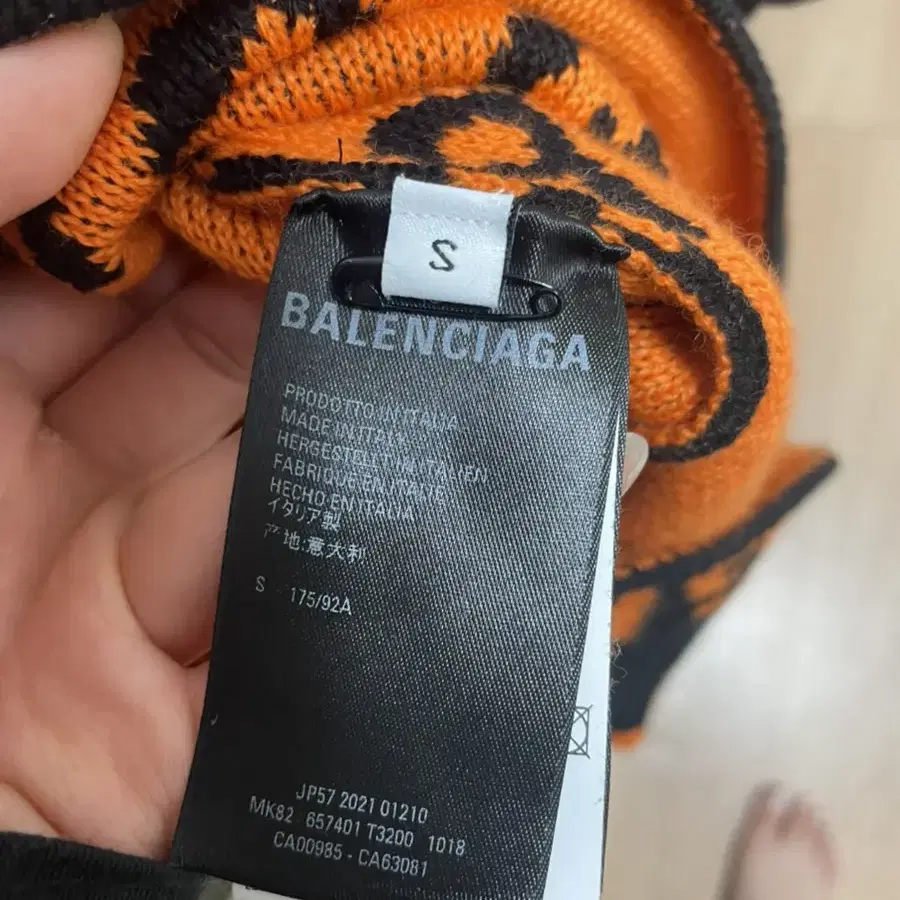 S
BALENCIAGA
PRODOTTO IN ITALIA
MADE IN ITALY
HERGESTELLT IN ITALIEN
FABRIQUE EN ITALIE
HECHO EN ITALIA
イタリア製
产地:意大利
S 175/92A
JP57 2021 01210
MK82 657401 T3200 1018
CA00985 - CA63081